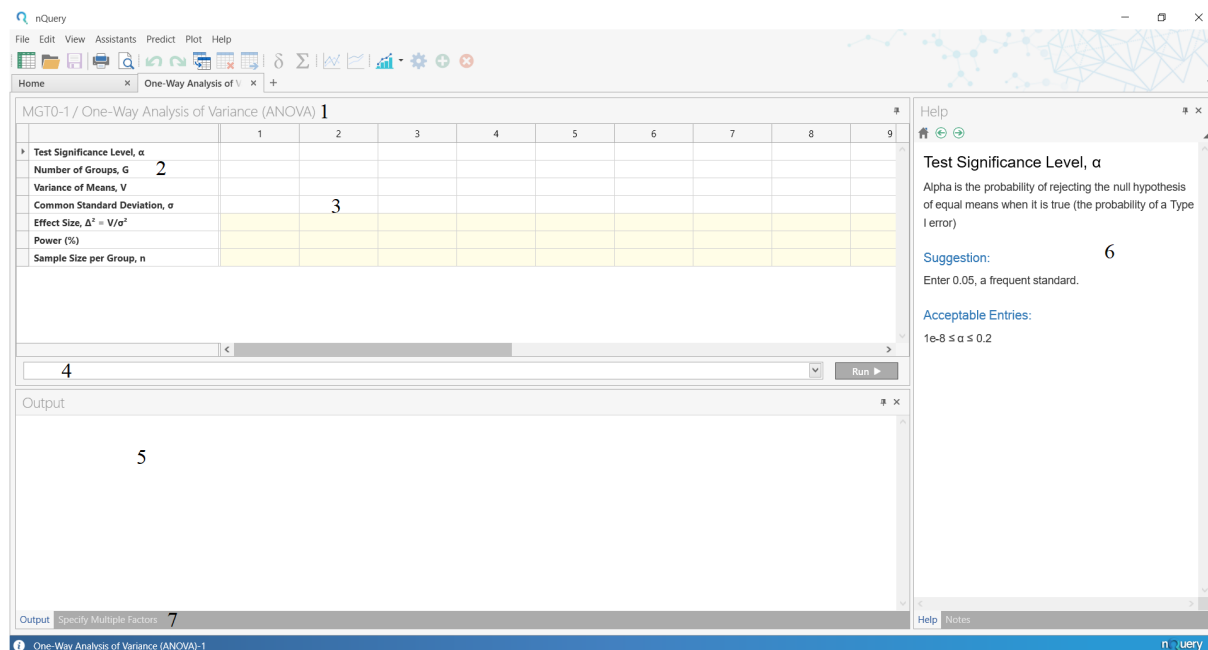 nQuery
File Edit View Assistants Predict Plot Help
δ Σ
Home × One-Way Analysis of V × +
MGT0-1 / One-Way Analysis of Variance (ANOVA) 1
1 2 3 4 5 6 7 8 9
Test Significance Level, α
Number of Groups, G 2
Variance of Means, V
Common Standard Deviation, σ 3
Effect Size, Δ² = V/σ²
Power (%)
Sample Size per Group, n
4 Run
Output
5
Output Specify Multiple Factors 7
Help
Test Significance Level, α
Alpha is the probability of rejecting the null hypothesis
of equal means when it is true (the probability of a Type
I error)
6
Suggestion:
Enter 0.05, a frequent standard.
Acceptable Entries:
1e-8 ≤ α ≤ 0.2
Help Notes
One-Way Analysis of Variance (ANOVA)-1
nQuery